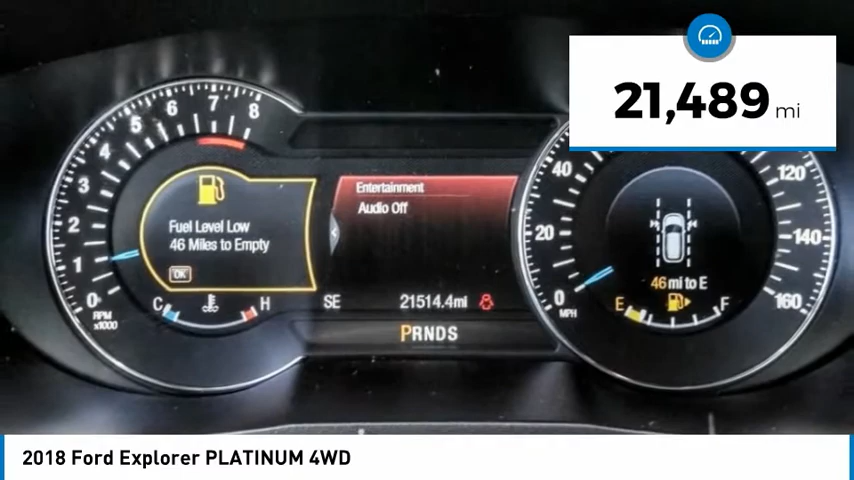 21,489 mi
5 6 7 8
4
3
2
1
0
RPM
x1000
Fuel Level Low
46 Miles to Empty
OK
C H
Entertainment
Audio Off
SE 21514.4mi
PRNDS
40
20
0
MPH
120
140
160
46 mi to E
E F
2018 Ford Explorer PLATINUM 4WD